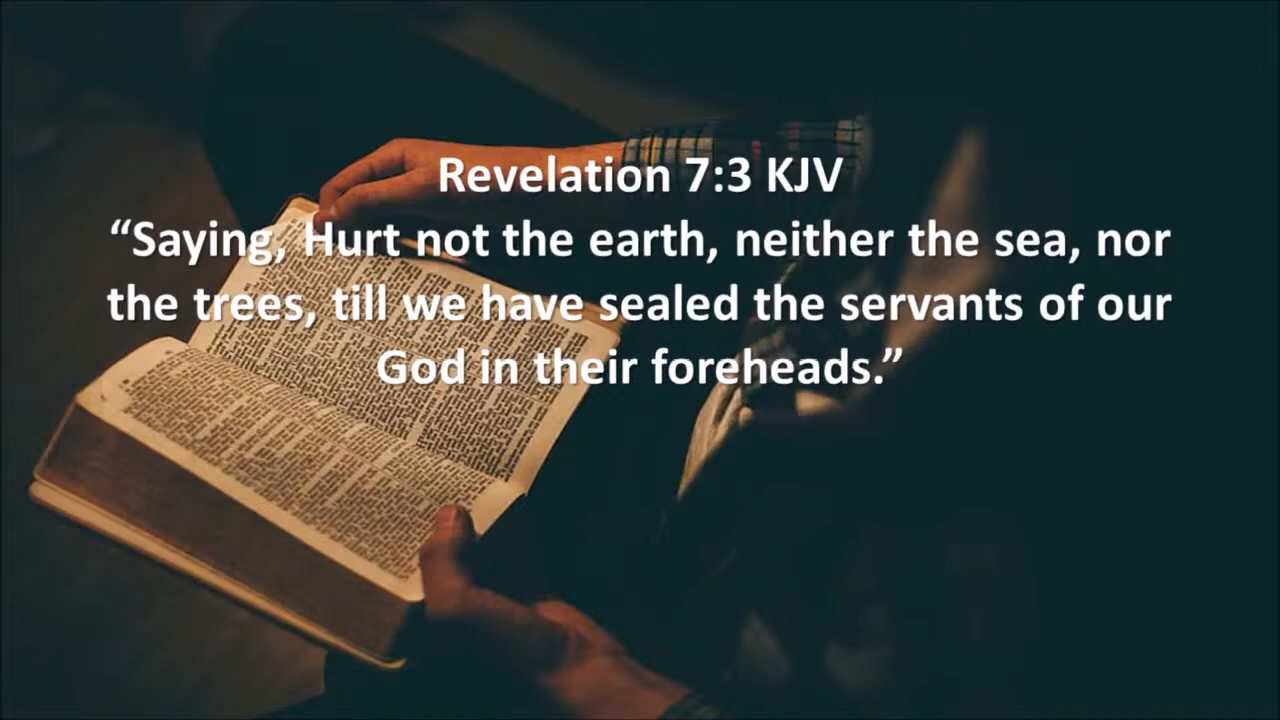 Revelation 7:3 KJV
“Saying, Hurt not the earth, neither the sea, nor
the trees, till we have sealed the servants of our
God in their foreheads.”